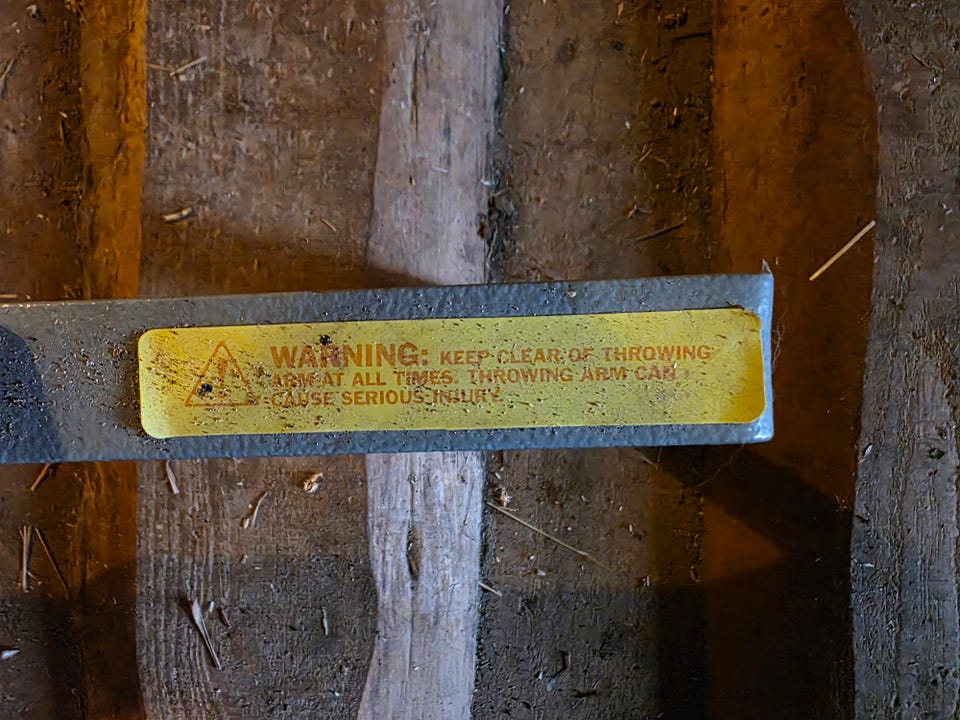 WARNING: KEEP CLEAR OF THROWING
ARM AT ALL TIMES. THROWING ARM CAN
CAUSE SERIOUS INJURY.